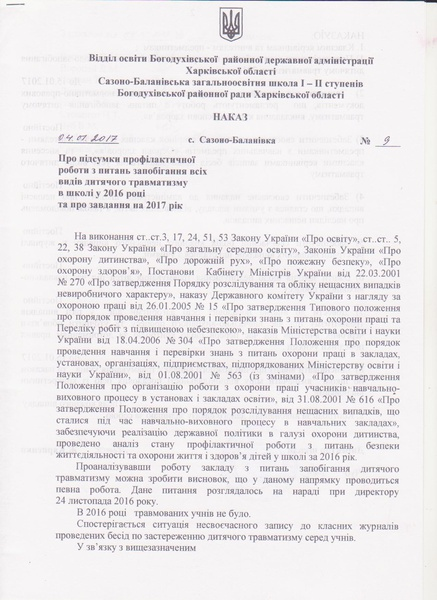 Відділ освіти Богодухівської районної державної адміністрації
Харківської області
Сазоно-Баланівська загальноосвітня школа І – ІІ ступенів
Богодухівської районної ради Харківської області
НАКАЗ
04.01.2017
с. Сазоно-Баланівка
№ 9
Про підсумки профілактичної
роботи з питань запобігання всіх
видів дитячого травматизму
в школі у 2016 році
та про завдання на 2017 рік
На виконання ст..ст.3, 17, 24, 51, 53 Закону України «Про освіту», ст..ст.. 5,
22, 38 Закону України «Про загальну середню освіту», Законів України «Про
охорону дитинства», «Про дорожній рух», «Про пожежну безпеку», «Про
охорону здоров’я», Постанови Кабінету Міністрів України від 22.03.2001
№ 270 «Про затвердження Порядку розслідування та обліку нещасних випадків
невиробничого характеру», наказу Державного комітету України з нагляду за
охороною праці від 26.01.2005 № 15 «Про затвердження Типового положення
про порядок проведення навчання і перевірки знань з питань охорони праці та
Переліку робіт з підвищеною небезпекою», наказів Міністерства освіти і науки
України від 18.04.2006 № 304 «Про затвердження Положення про порядок
проведення навчання і перевірки знань з питань охорони праці в закладах,
установах, організаціях, підприємствах, підпорядкованих Міністерству освіти і
науки України», від 01.08.2001 № 563 (із змінами) «Про затвердження
Положення про організацію роботи з охорони праці учасників навчально-
виховного процесу в установах і закладах освіти», від 31.08.2001 № 616 «Про
затвердження Положення про порядок розслідування нещасних випадків, що
сталися під час навчально-виховного процесу в навчальних закладах»,
забезпечуючи реалізацію державної політики в галузі охорони дитинства,
проведено аналіз стану профілактичної роботи з питань безпеки
життєдіяльності та охорони життя і здоров’я дітей у школі за 2016 рік.
Проаналізувавши роботу закладу з питань запобігання дитячого
травматизму можна зробити висновок, що у даному напрямку проводиться
певна робота. Дане питання розглядалось на нараді при директору
24 листопада 2016 року.
В 2016 році травмованих учнів не було.
Спостерігається ситуація несвоєчасного запису до класних журналів
проведених бесід по застереженню дитячого травматизму серед учнів.
У зв’язку з вищезазначеним